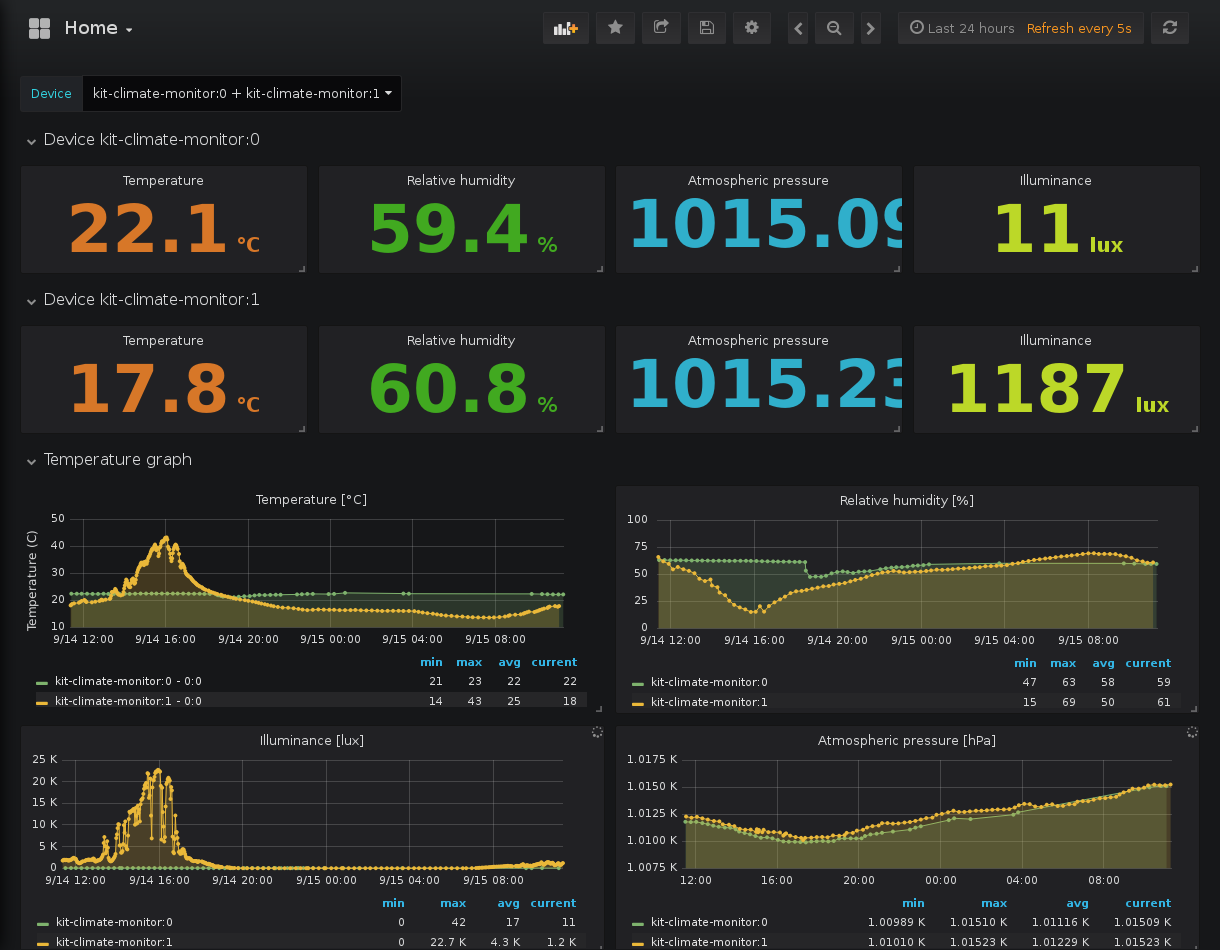 Home
Last 24 hours Refresh every 5s
Device kit-climate-monitor:0 + kit-climate-monitor:1
Device kit-climate-monitor:0
Temperature Relative humidity Atmospheric pressure Illuminance
22.1 °C 59.4 % 1015.09 11 lux
Device kit-climate-monitor:1
Temperature Relative humidity Atmospheric pressure Illuminance
17.8 °C 60.8 % 1015.23 1187 lux
Temperature graph
Temperature [°C]
Temperature (C)
50
40
30
20
10
9/14 12:00 9/14 16:00 9/14 20:00 9/15 00:00 9/15 04:00 9/15 08:00
min max avg current
kit-climate-monitor:0 - 0:0 21 23 22 22
kit-climate-monitor:1 - 0:0 14 43 25 18
Relative humidity [%]
100
75
50
25
0
9/14 12:00 9/14 16:00 9/14 20:00 9/15 00:00 9/15 04:00 9/15 08:00
min max avg current
kit-climate-monitor:0 47 63 58 59
kit-climate-monitor:1 15 69 50 61
Illuminance [lux]
25 K
20 K
15 K
10 K
5 K
0
9/14 12:00 9/14 16:00 9/14 20:00 9/15 00:00 9/15 04:00 9/15 08:00
min max avg current
kit-climate-monitor:0 0 42 17 11
kit-climate-monitor:1 0 22.7 K 4.3 K 1.2 K
Atmospheric pressure [hPa]
1.0175 K
1.0150 K
1.0125 K
1.0100 K
1.0075 K
12:00 16:00 20:00 00:00 04:00 08:00
min max avg current
kit-climate-monitor:0 1.00989 K 1.01510 K 1.01116 K 1.01509 K
kit-climate-monitor:1 1.01010 K 1.01523 K 1.01229 K 1.01523 K